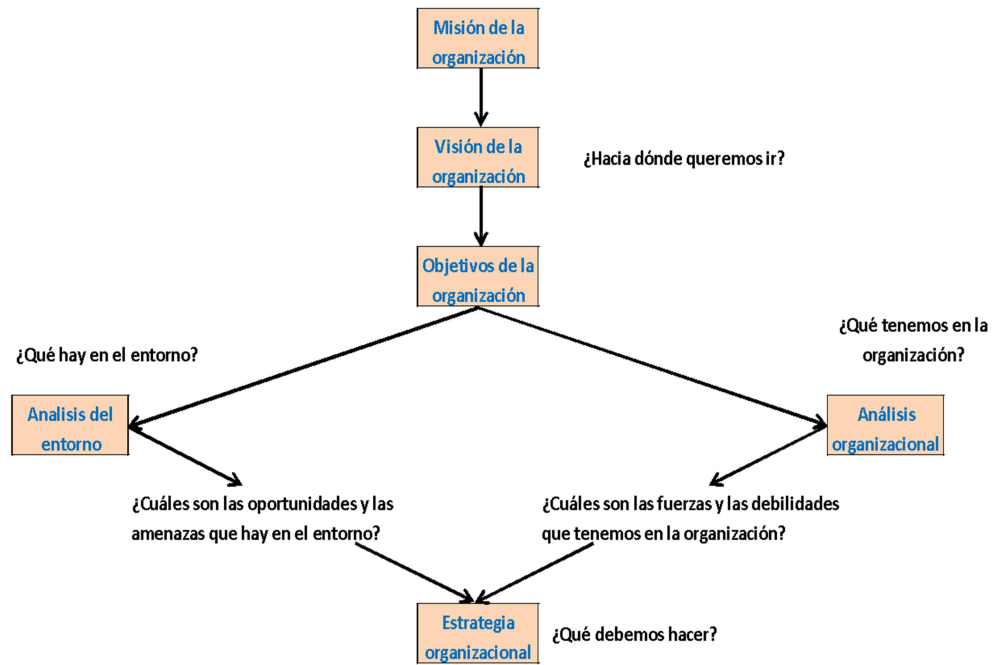 Misión de la
organización
Visión de la
organización
¿Hacia dónde queremos ir?
Objetivos de la
organización
¿Qué hay en el entorno?
¿Qué tenemos en la
organización?
Analisis del
entorno
Análisis
organizacional
¿Cuáles son las oportunidades y las
amenazas que hay en el entorno?
¿Cuáles son las fuerzas y las debilidades
que tenemos en la organización?
Estrategia
organizacional
¿Qué debemos hacer?